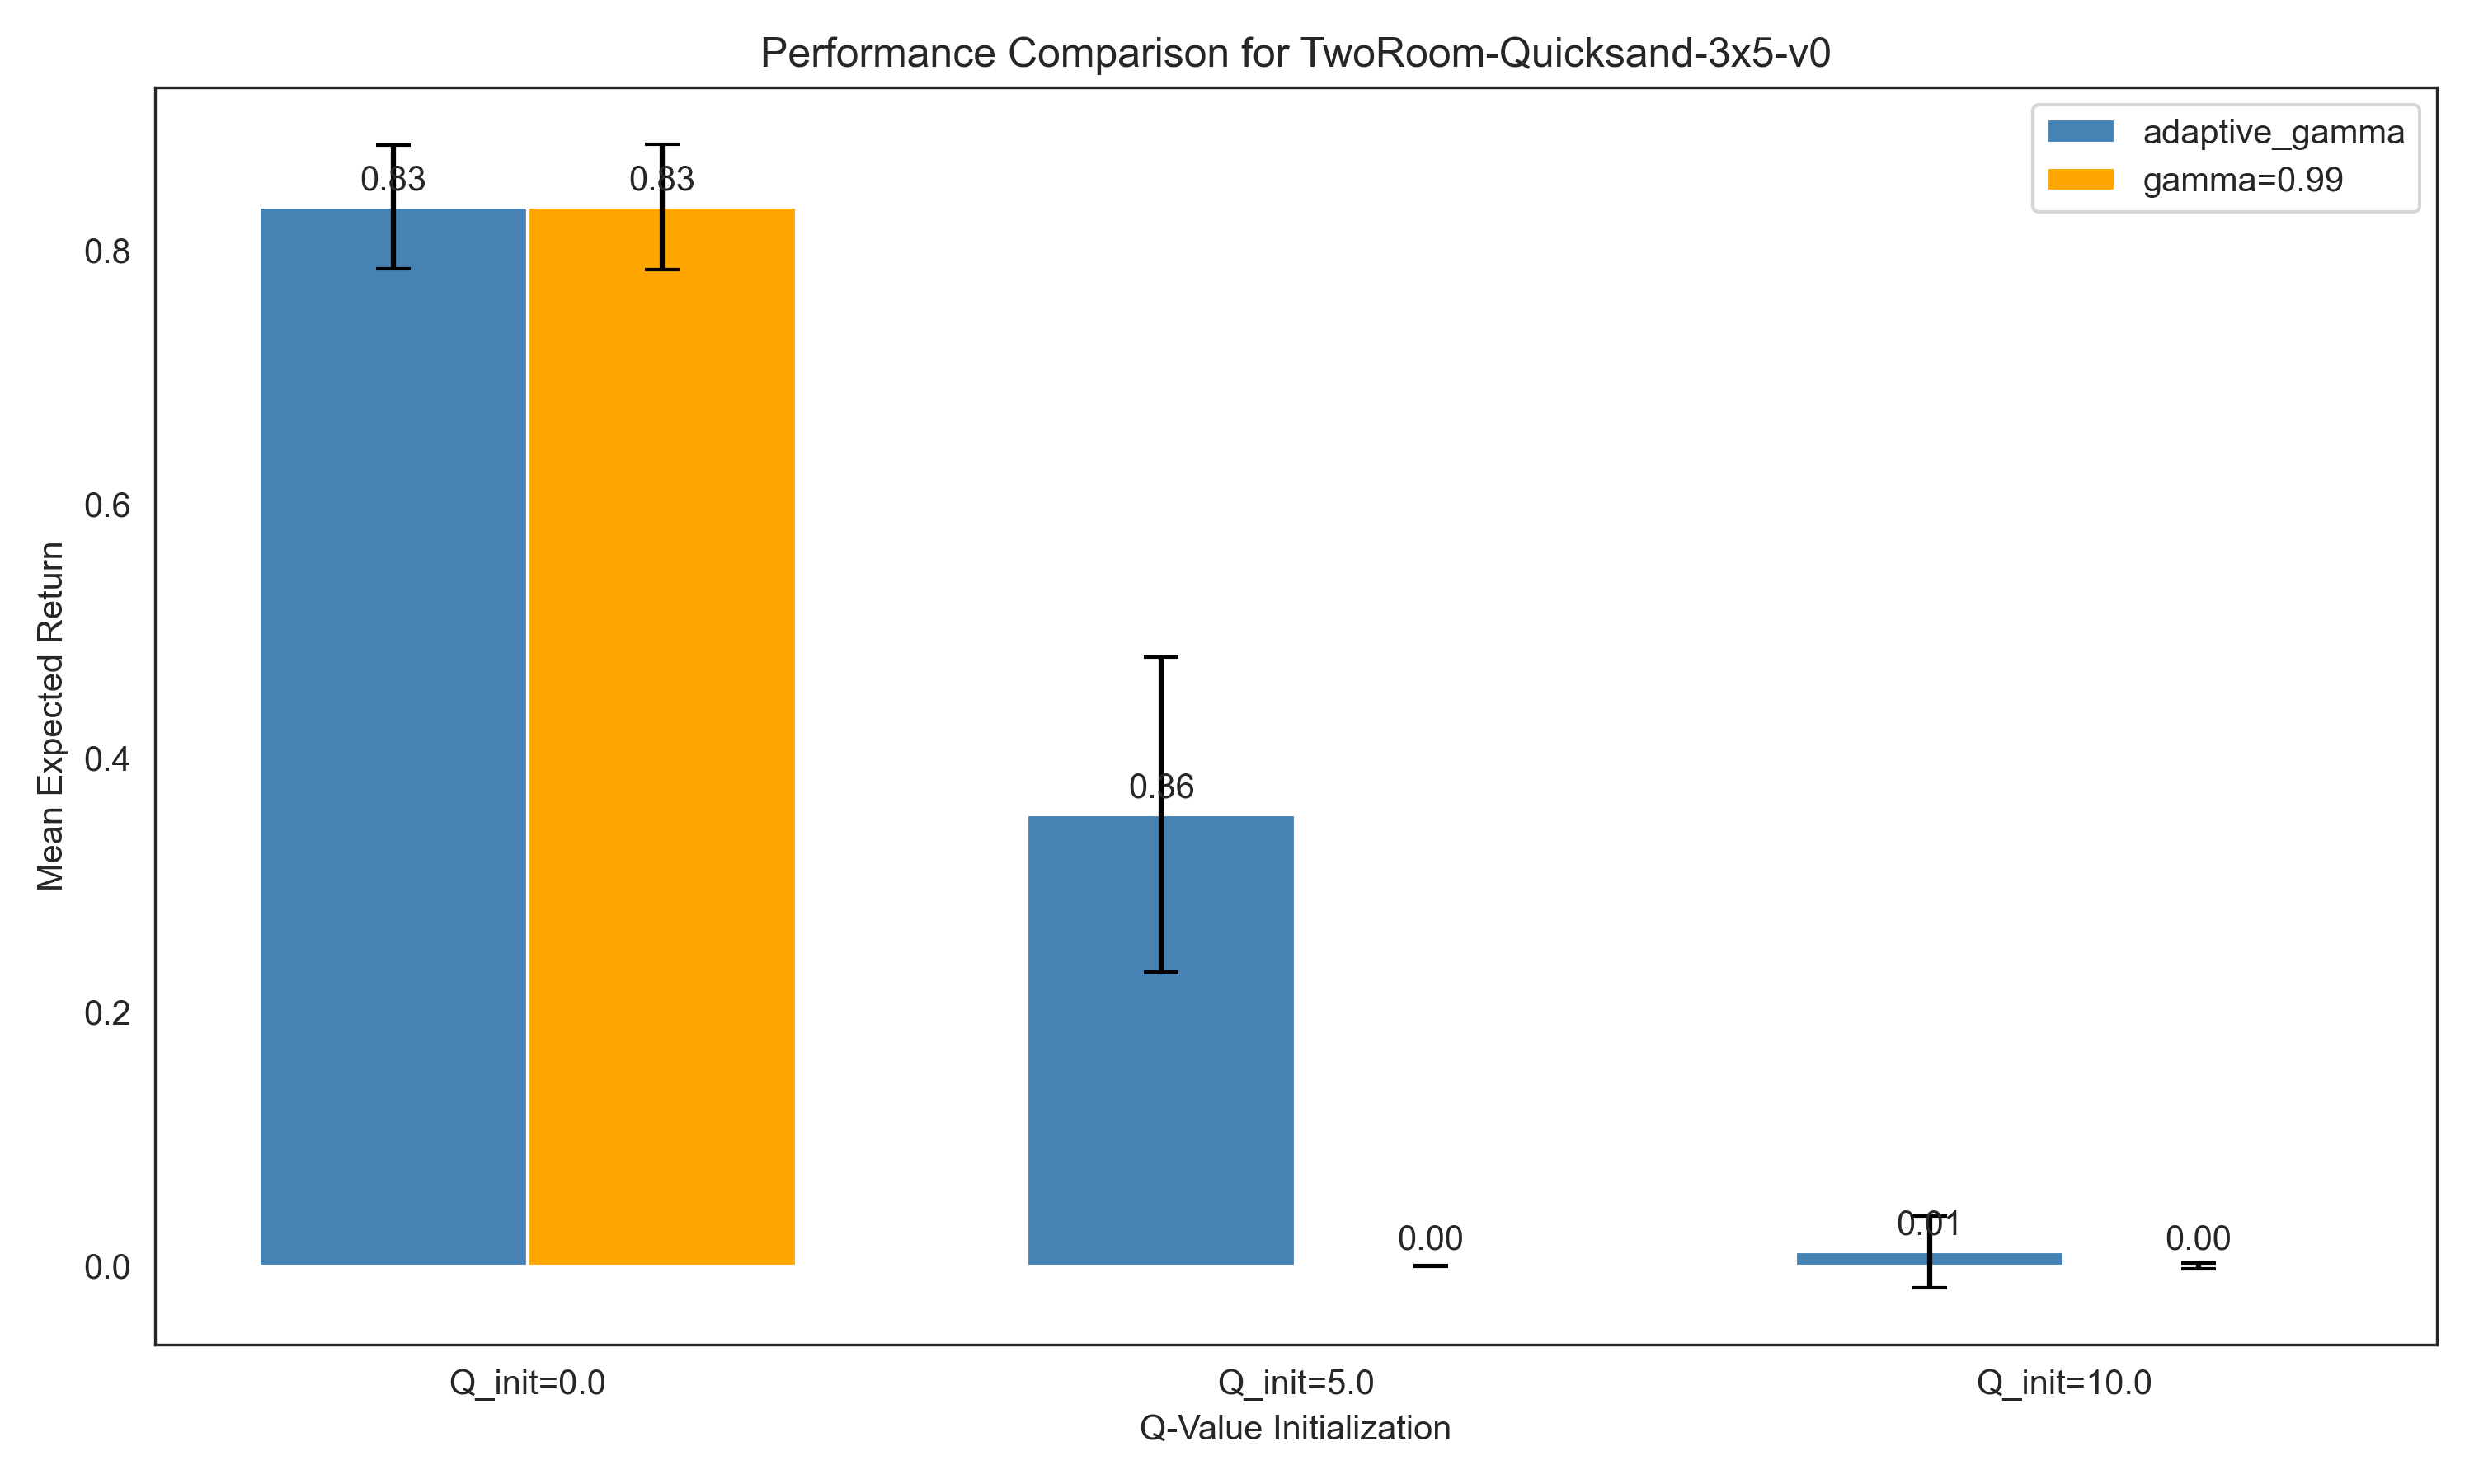 Performance Comparison for TwoRoom-Quicksand-3x5-v0
adaptive_gamma
gamma=0.99
Mean Expected Return
0.8
0.6
0.4
0.2
0.0
0.83
0.83
0.36
0.00
0.01
0.00
Q_init=0.0
Q_init=5.0
Q_init=10.0
Q-Value Initialization